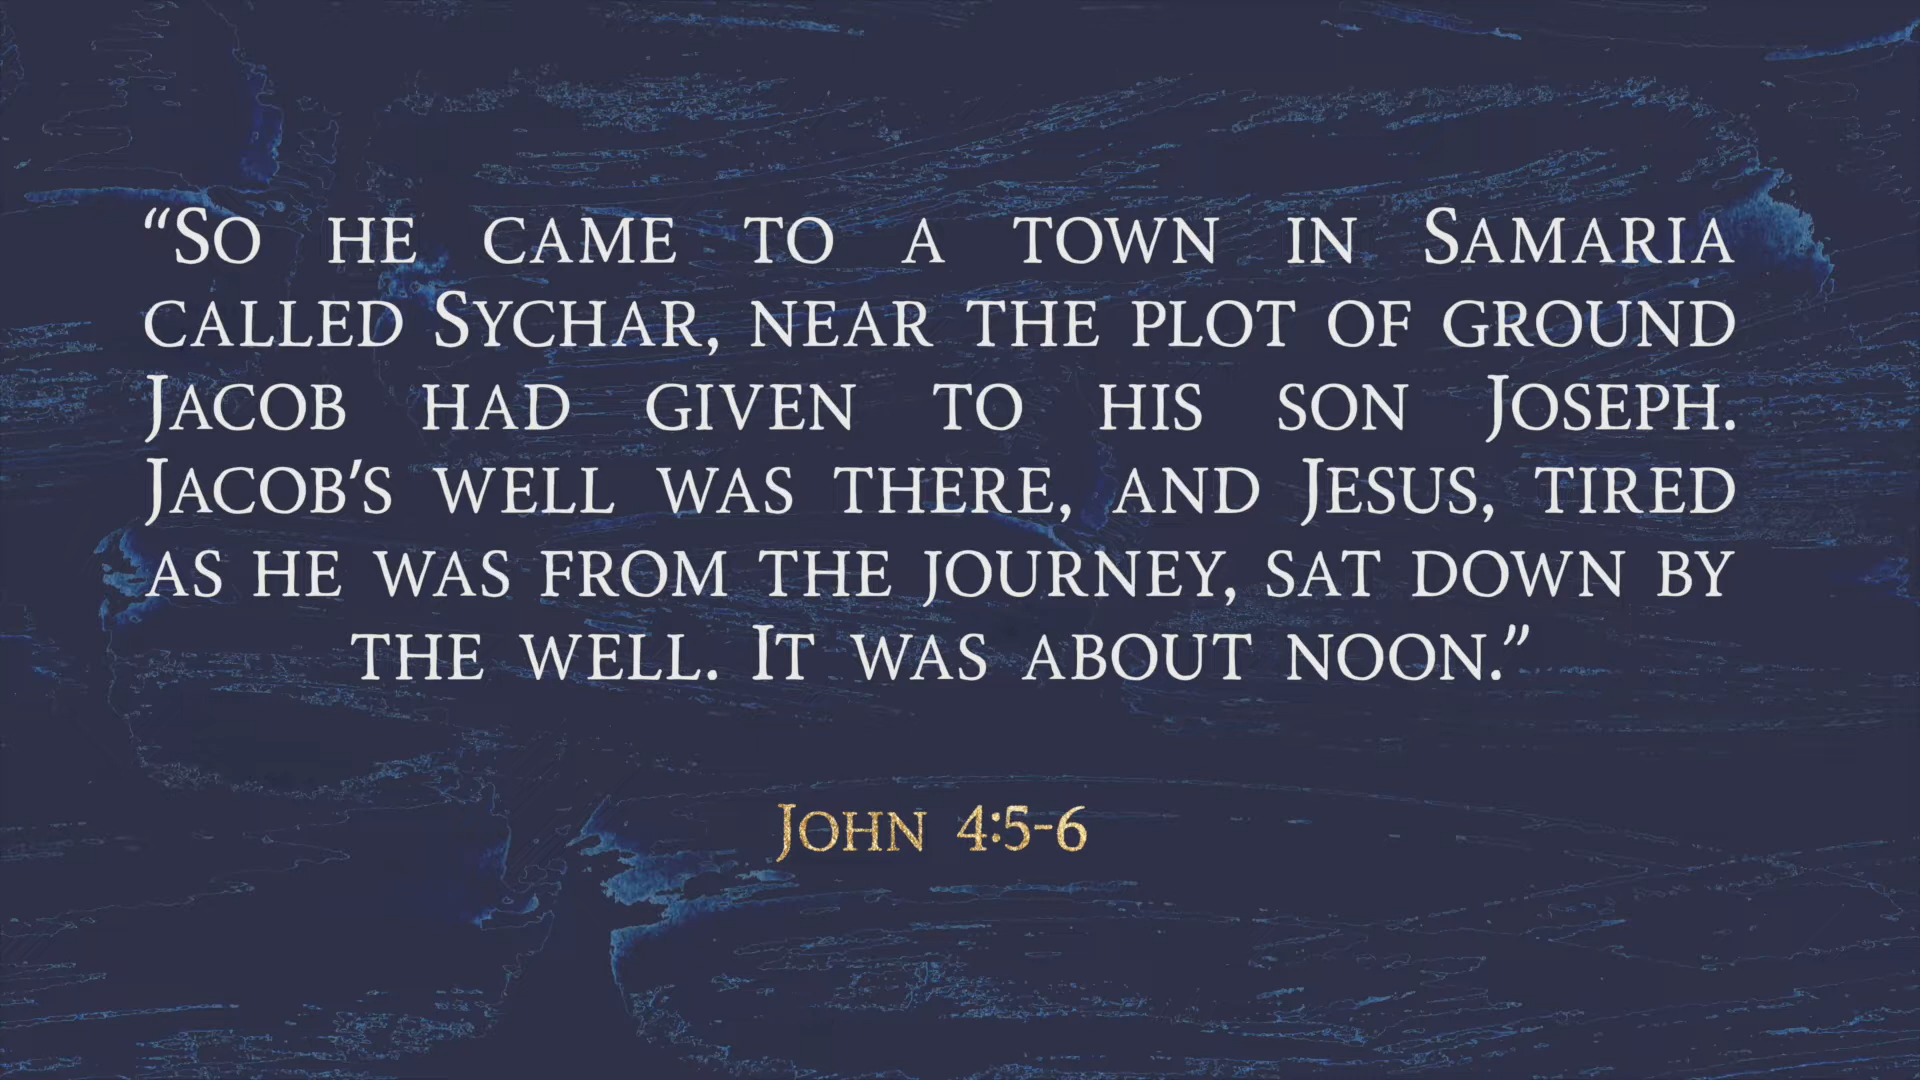 “So he came to a town in Samaria
called Sychar, near the plot of ground
Jacob had given to his son Joseph.
Jacob’s well was there, and Jesus, tired
as he was from the journey, sat down by
the well. It was about noon.”
John 4:5-6